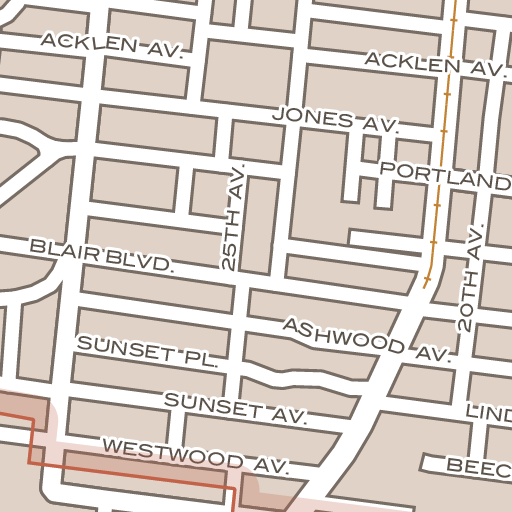 ACKLEN AV.
ACKLEN AV.
JONES AV.
PORTLAND
25TH AV.
20TH AV.
BLAIR BLVD.
ASHWOOD AV.
SUNSET PL.
SUNSET AV.
LIND
WESTWOOD AV.
BEEC